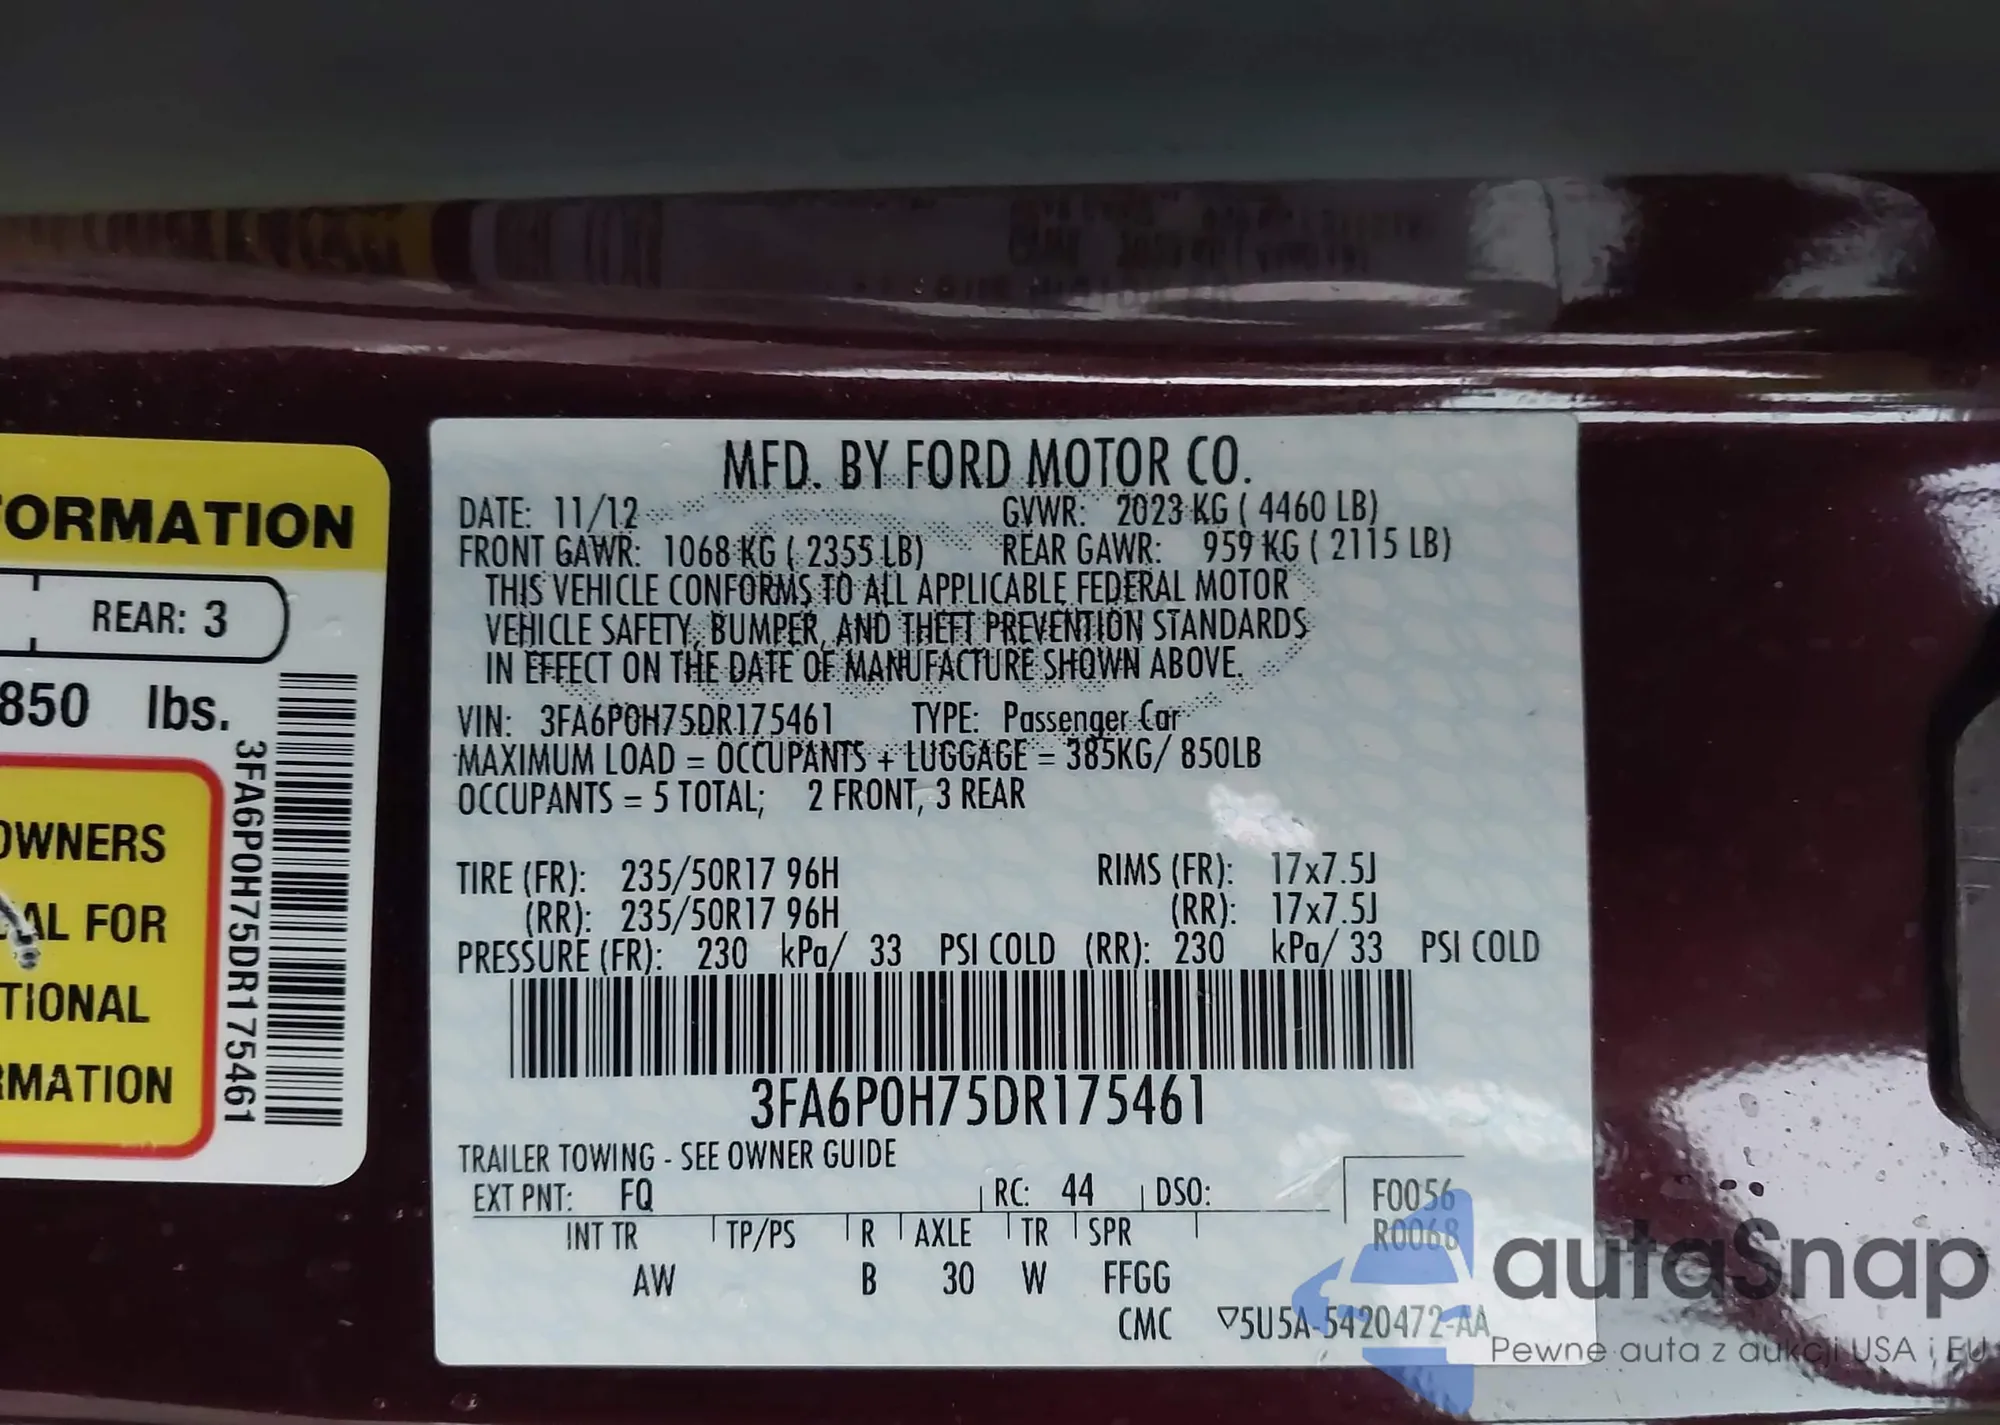 FORMATION
REAR: 3
850 lbs.
OWNERS
AL FOR
TIONAL
RMATION
3FA6P0H75DR175461
MFD. BY FORD MOTOR CO.
DATE: 11/12 GVWR: 2023 KG ( 4460 LB)
FRONT GAWR: 1068 KG ( 2355 LB) REAR GAWR: 959 KG ( 2115 LB)
THIS VEHICLE CONFORMS TO ALL APPLICABLE FEDERAL MOTOR
VEHICLE SAFETY, BUMPER, AND THEFT PREVENTION STANDARDS
IN EFFECT ON THE DATE OF MANUFACTURE SHOWN ABOVE.
VIN: 3FA6P0H75DR175461 TYPE: Passenger Car
MAXIMUM LOAD = OCCUPANTS + LUGGAGE = 385KG/ 850LB
OCCUPANTS = 5 TOTAL; 2 FRONT, 3 REAR
TIRE (FR): 235/50R17 96H RIMS (FR): 17x7.5J
(RR): 235/50R17 96H (RR): 17x7.5J
PRESSURE (FR): 230 kPa/ 33 PSI COLD (RR): 230 kPa/ 33 PSI COLD
3FA6P0H75DR175461
TRAILER TOWING - SEE OWNER GUIDE
EXT PNT: FQ RC: 44 DSO: F0056
INT TR TP/PS R AXLE TR SPR R0068
AW B 30 W FFGG
CMC ▽5U5A-5420472-AA
autaSnap
Pewne auta z aukcji USA i EU